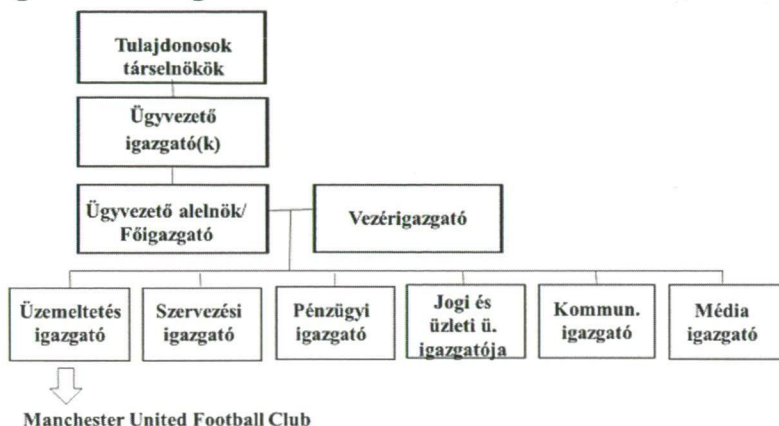 Tulajdonosok
társelnökök
Ügyvezető
igazgató(k)
Ügyvezető alelnök/
Főigazgató
Vezérigazgató
Üzemeltetés
igazgató
Szervezési
igazgató
Pénzügyi
igazgató
Jogi és
üzleti ü.
igazgatója
Kommun.
igazgató
Média
igazgató
Manchester United Football Club